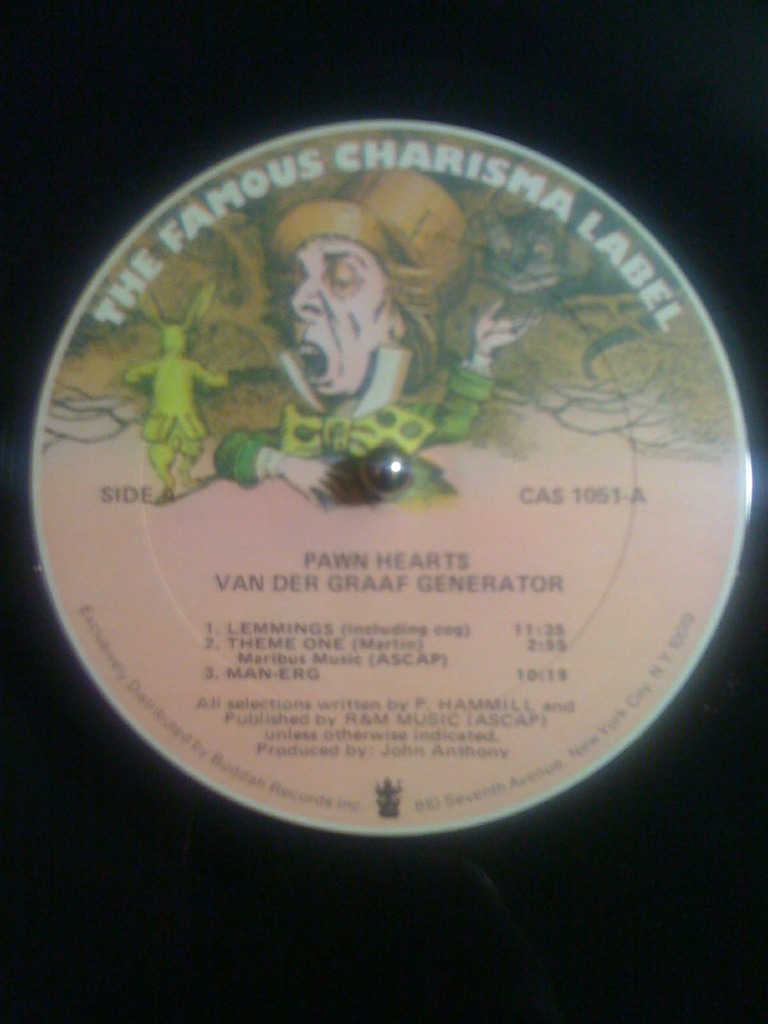 THE FAMOUS CHARISMA LABEL
SIDE A
CAS 1051-A
PAWN HEARTS
VAN DER GRAAF GENERATOR
1. LEMMINGS (including cog) 11:35
2. THEME ONE (Martin) 2:55
Maribus Music (ASCAP)
3. MAN-ERG 10:19
All selections written by P. HAMMILL and
Published by R&M MUSIC (ASCAP)
unless otherwise indicated.
Produced by: John Anthony
Exclusively Distributed by Buddah Records Inc. 810 Seventh Avenue, New York City, N.Y. 10019